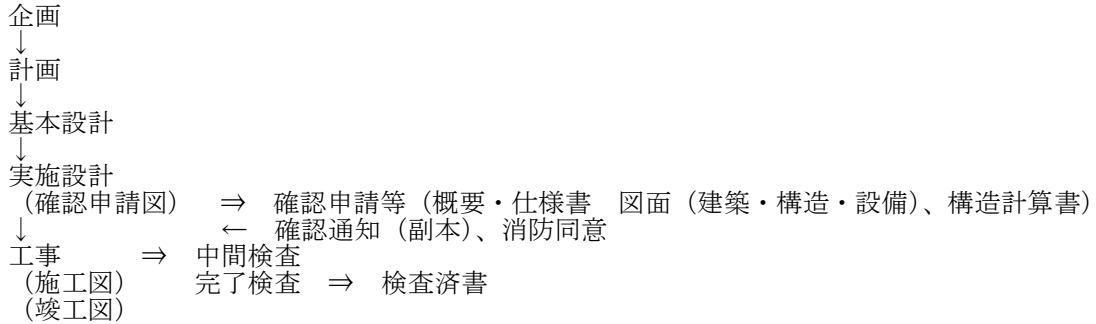 企画
↓
計画
↓
基本設計
↓
実施設計
（確認申請図）　⇒　確認申請等（概要・仕様書　図面（建築・構造・設備）、構造計算書）
↓　　　　　　　←　確認通知（副本）、消防同意
工事　　　⇒　中間検査
（施工図）　　完了検査　⇒　検査済書
（竣工図）